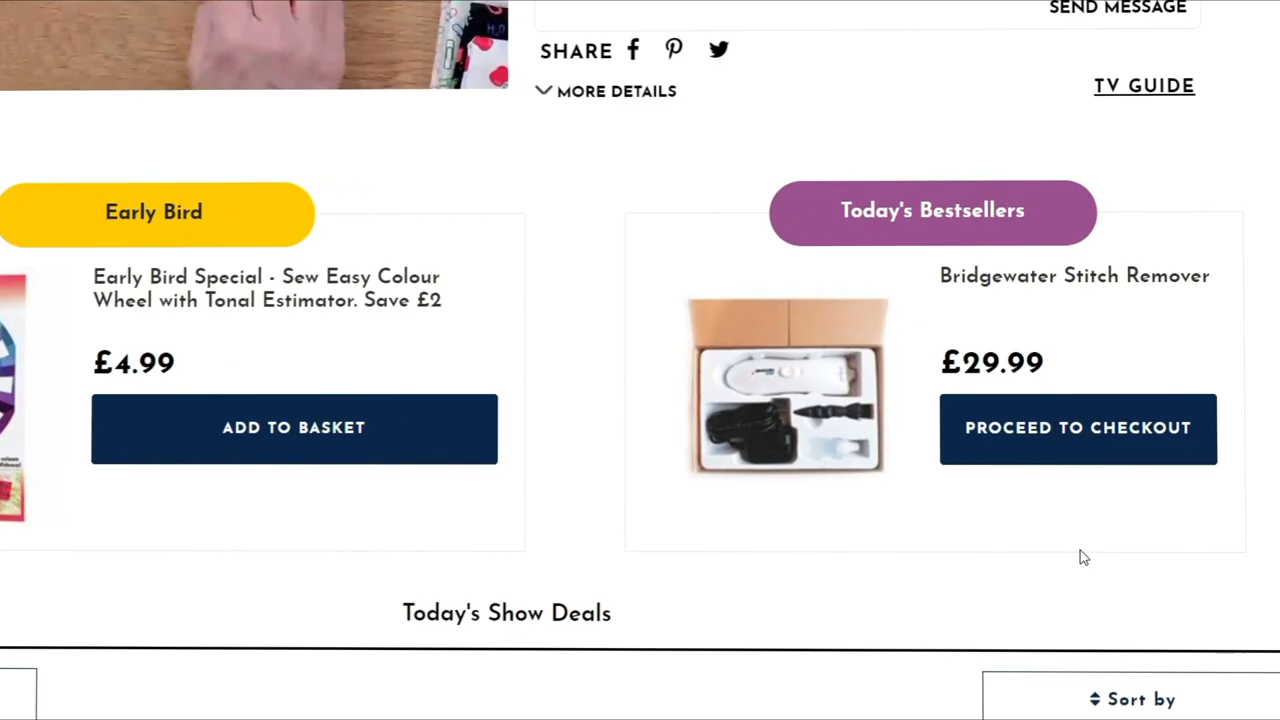 SEND MESSAGE
SHARE
MORE DETAILS
TV GUIDE
Early Bird
Early Bird Special - Sew Easy Colour
Wheel with Tonal Estimator. Save £2
£4.99
ADD TO BASKET
Today's Bestsellers
Bridgewater Stitch Remover
£29.99
PROCEED TO CHECKOUT
Today's Show Deals
Sort by